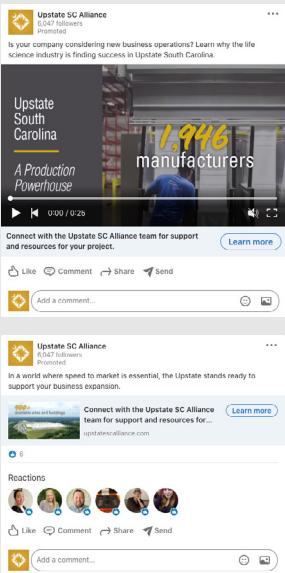 Upstate SC Alliance
6,047 followers
Promoted
Is your company considering new business operations? Learn why the life
science industry is finding success in Upstate South Carolina.
Upstate
South
Carolina
A Production
Powerhouse
1,946
manufacturers
0:00 / 0:26
Connect with the Upstate SC Alliance team for support
and resources for your project.
Learn more
Like Comment Share Send
Add a comment...
Upstate SC Alliance
6,047 followers
Promoted
In a world where speed to market is essential, the Upstate stands ready to
support your business expansion.
400+
available sites and buildings
Connect with the Upstate SC Alliance
team for support and resources for...
upstatescalliance.com
Learn more
6
Reactions
Like Comment Share Send
Add a comment...